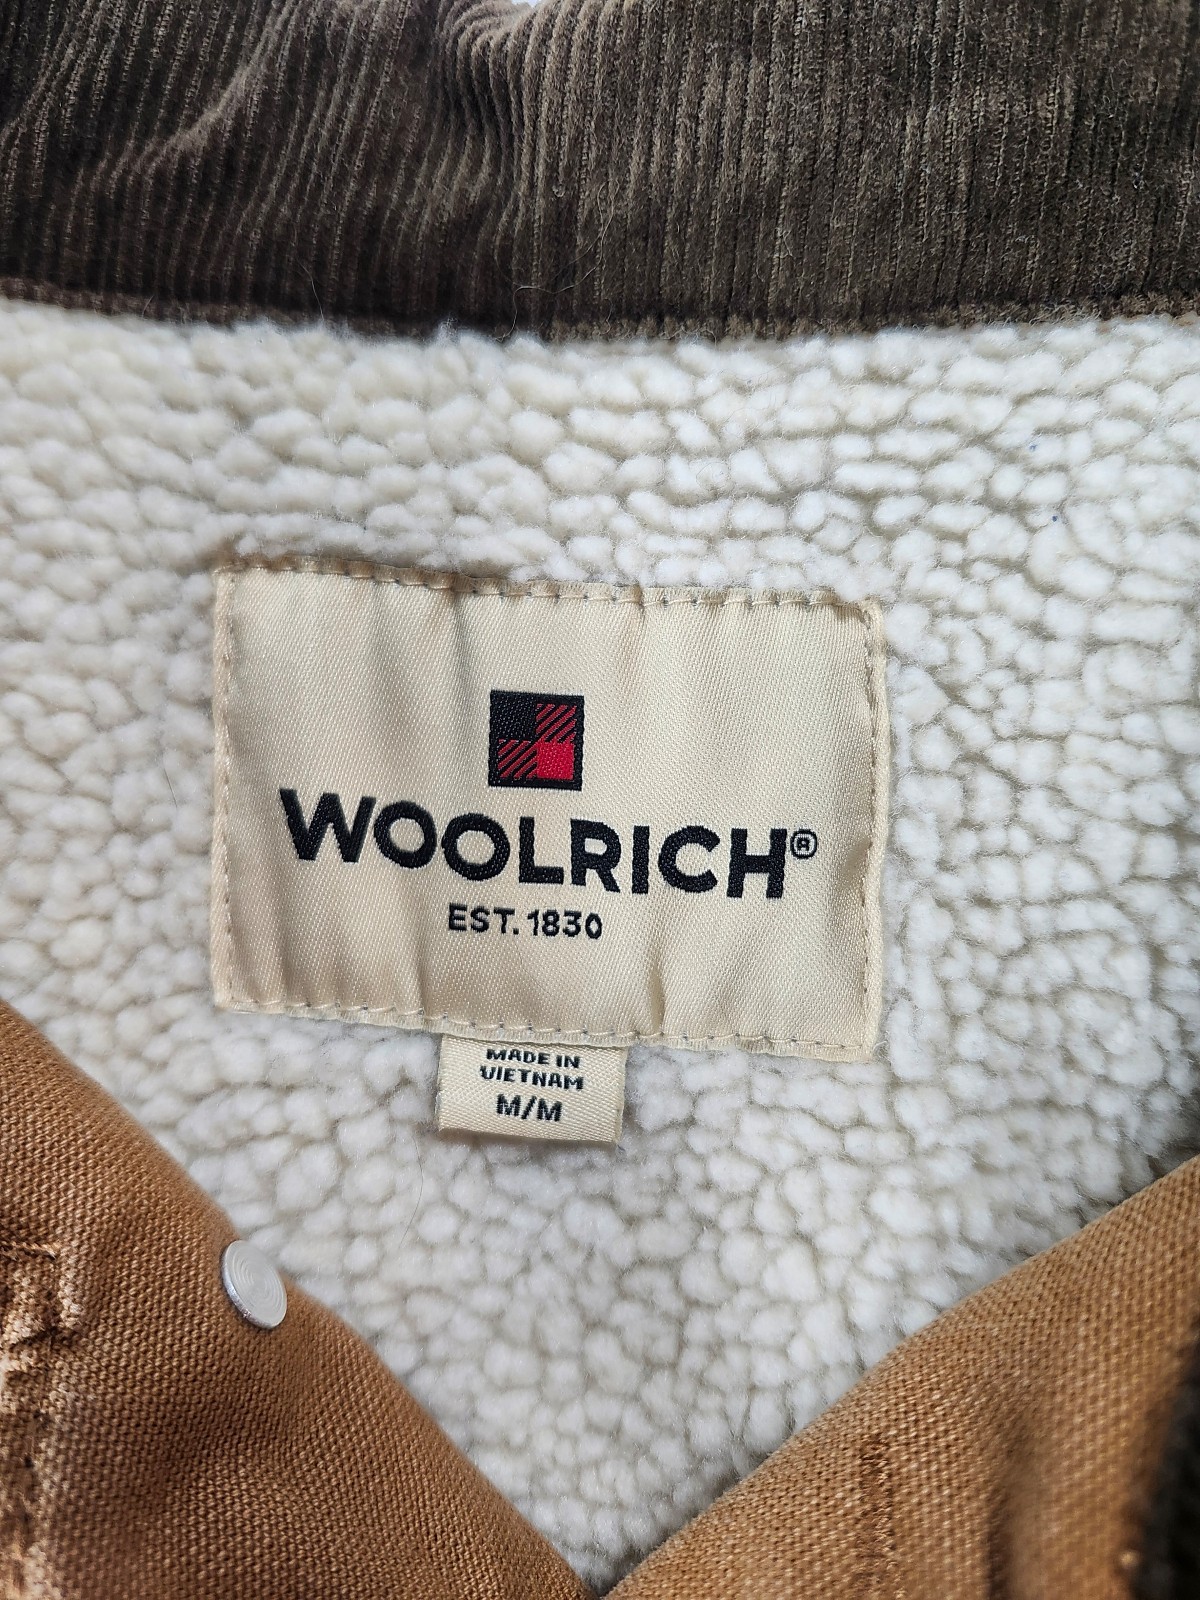 WOOLRICH®
EST. 1830
MADE IN
VIETNAM
M/M